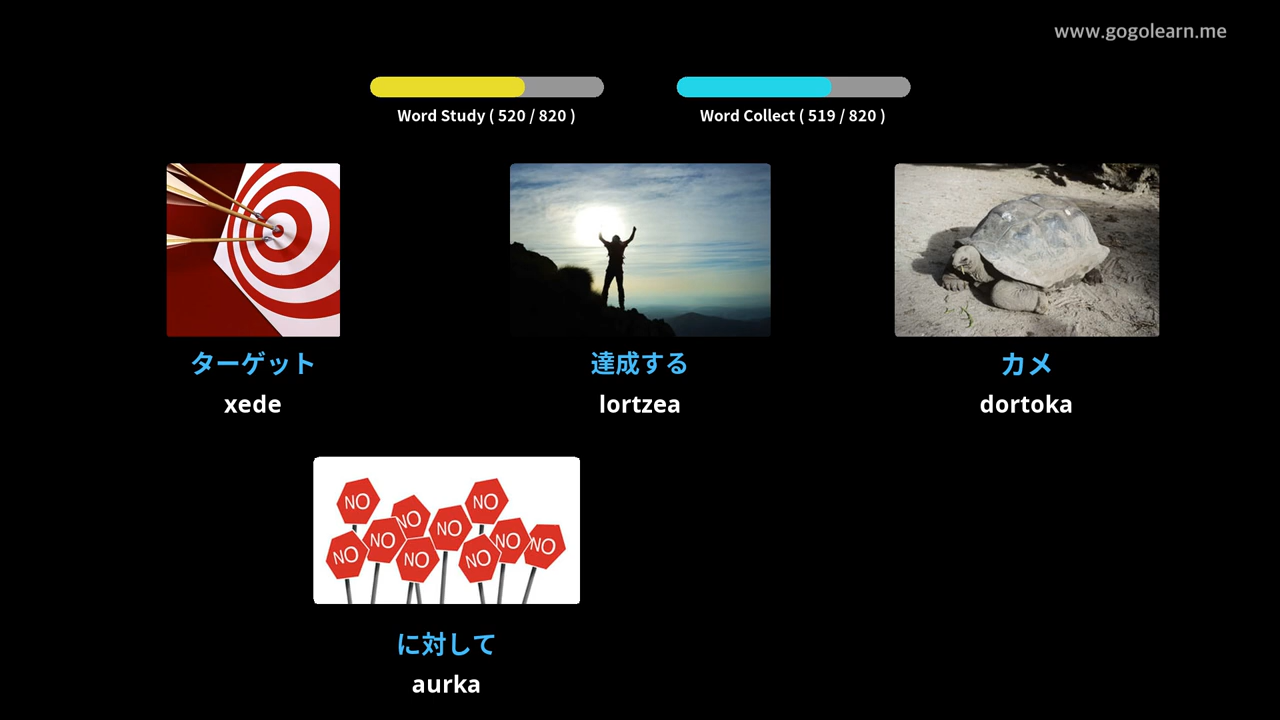 www.gogolearn.me
Word Study ( 520 / 820 )
Word Collect ( 519 / 820 )
ターゲット
xede
達成する
lortzea
カメ
dortoka
NO
NO
NO
NO
NO
NO
NO
NO
NO
NO
に対して
aurka